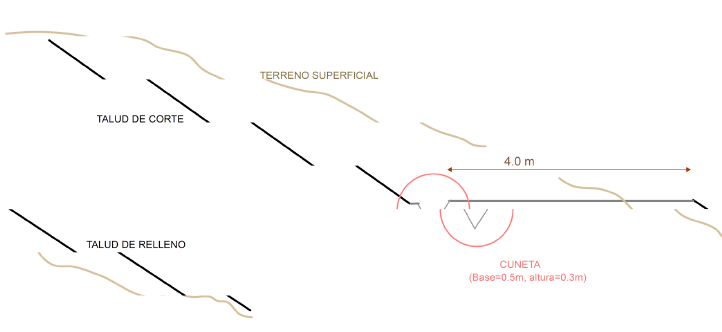 TERRENO SUPERFICIAL
TALUD DE CORTE
4.0 m
TALUD DE RELLENO
CUNETA
(Base=0.5m, altura=0.3m)